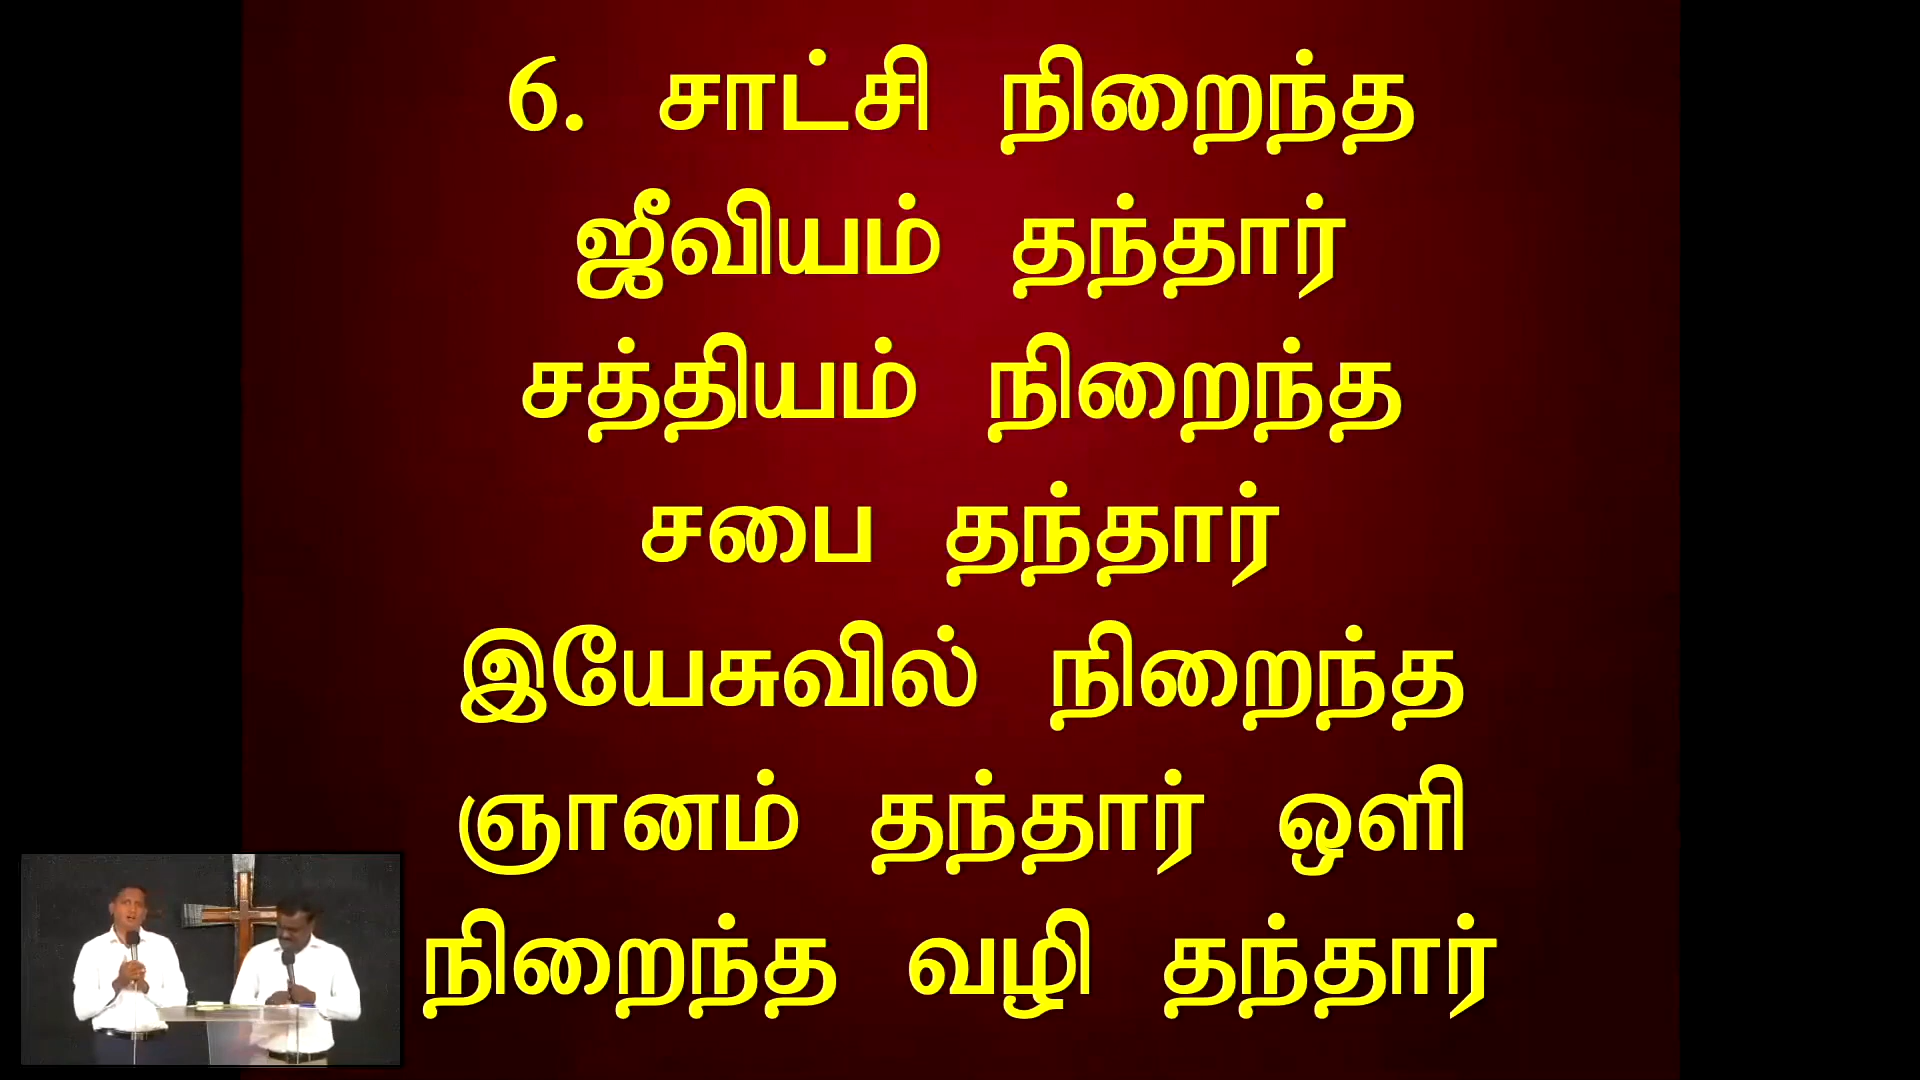 6. சாட்சி நிறைந்த
ஜீவியம் தந்தார்
சத்தியம் நிறைந்த
சபை தந்தார்
இயேசுவில் நிறைந்த
ஞானம் தந்தார் ஒளி
நிறைந்த வழி தந்தார்